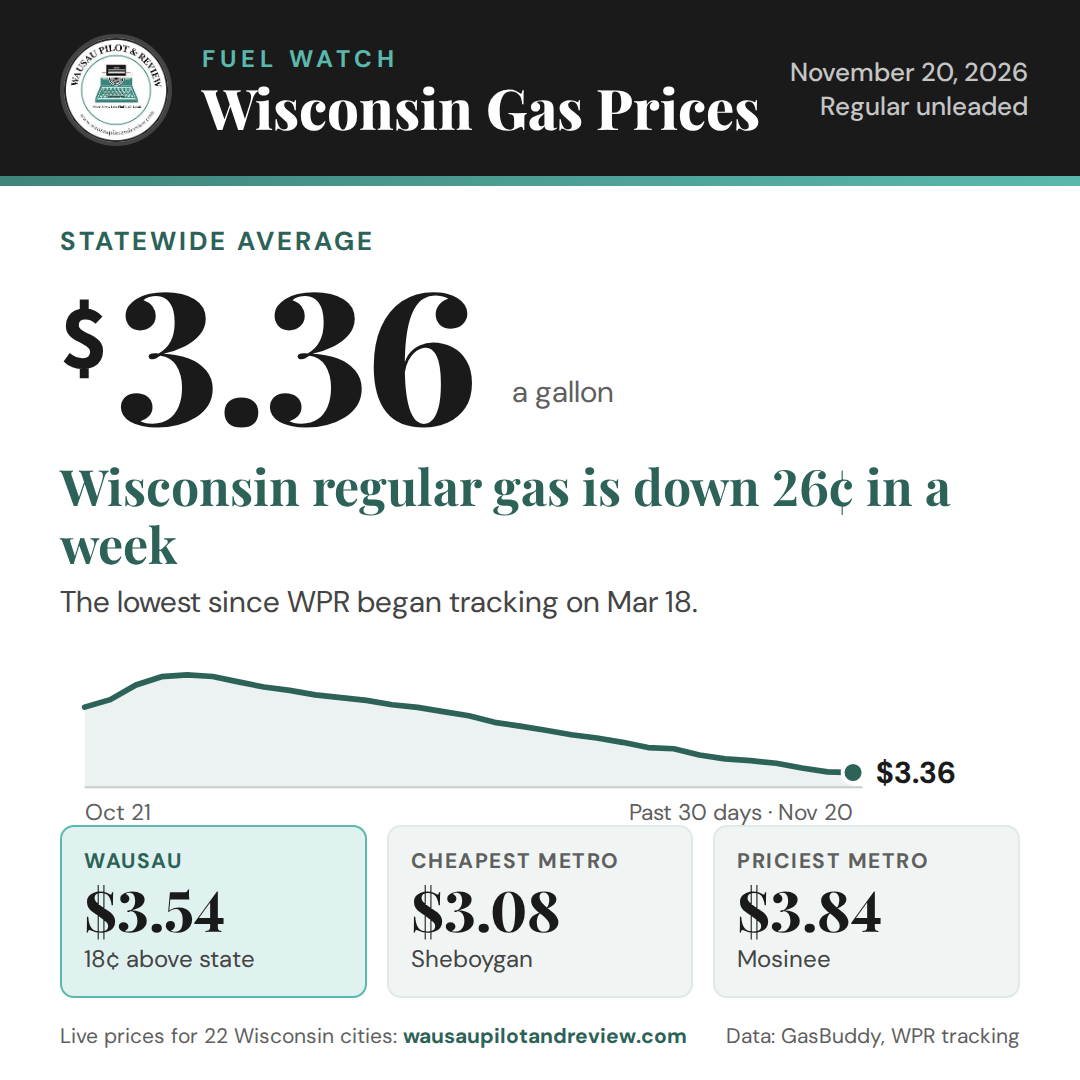 WAUSAU PILOT & REVIEW
www.wausaupilotandreview.com
FUEL WATCH
Wisconsin Gas Prices
November 20, 2026
Regular unleaded
STATEWIDE AVERAGE
$3.36 a gallon
Wisconsin regular gas is down 26¢ in a
week
The lowest since WPR began tracking on Mar 18.
$3.36
Oct 21
Past 30 days · Nov 20
WAUSAU
$3.54
18¢ above state
CHEAPEST METRO
$3.08
Sheboygan
PRICIEST METRO
$3.84
Mosinee
Live prices for 22 Wisconsin cities: wausaupilotandreview.com
Data: GasBuddy, WPR tracking